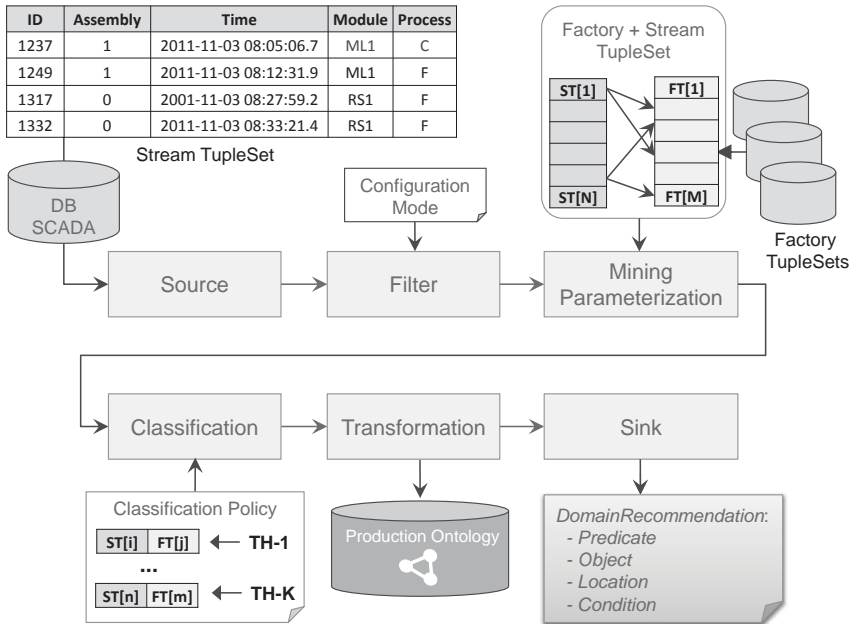 ID Assembly Time Module Process
1237 1 2011-11-03 08:05:06.7 ML1 C
1249 1 2011-11-03 08:12:31.9 ML1 F
1317 0 2001-11-03 08:27:59.2 RS1 F
1332 0 2011-11-03 08:33:21.4 RS1 F
Stream TupleSet
DB
SCADA
Configuration
Mode
Factory + Stream
TupleSet
ST[1] FT[1]
ST[N] FT[M]
Factory
TupleSets
Source
Filter
Mining
Parameterization
Classification
Transformation
Sink
Classification Policy
ST[i] FT[j] TH-1
...
ST[n] FT[m] TH-K
Production Ontology
DomainRecommendation:
- Predicate
- Object
- Location
- Condition